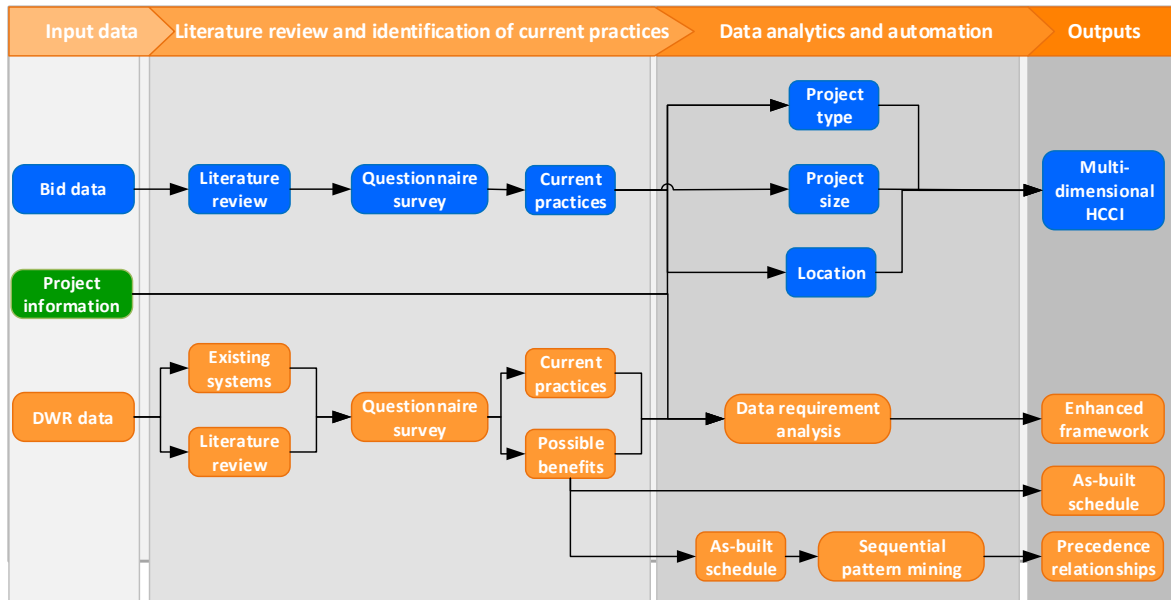 Input data
Literature review and identification of current practices
Data analytics and automation
Outputs
Project
type
Bid data
Literature
review
Questionnaire
survey
Current
practices
Project
size
Multi-
dimensional
HCCI
Location
Project
information
Existing
systems
Current
practices
DWR data
Questionnaire
survey
Data requirement
analysis
Enhanced
framework
Literature
review
Possible
benefits
As-built
schedule
As-built
schedule
Sequential
pattern mining
Precedence
relationships